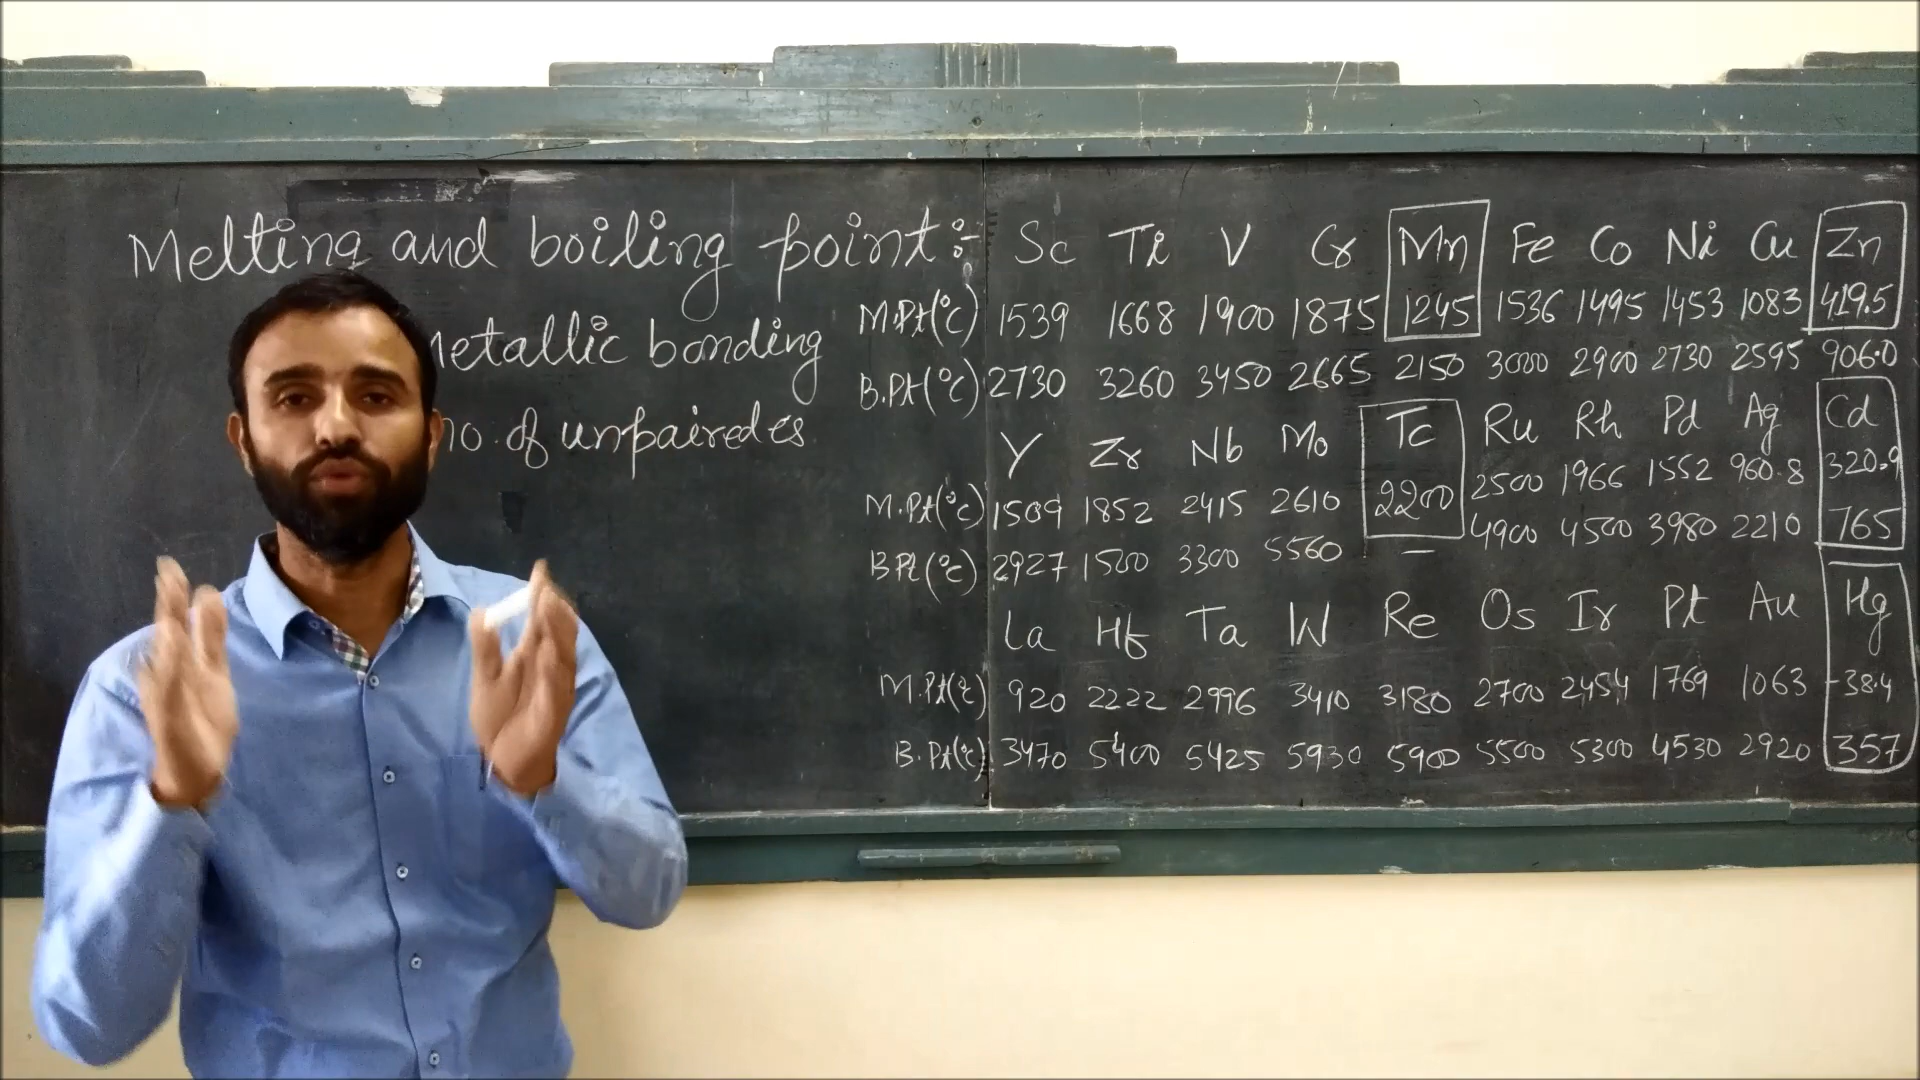 Melting and boiling point :-
etallic bonding
no. of unpaired es
Sc Ti V Cr Mn Fe Co Ni Cu Zn
M.Pt(°C) 1539 1668 1900 1875 1245 1536 1495 1453 1083 419.5
B.Pt(°C) 2730 3260 3450 2665 2150 3000 2900 2730 2595 906.0
Y Zr Nb Mo Tc Ru Rh Pd Ag Cd
M.Pt(°C) 1509 1852 2415 2610 2200 2500 1966 1552 960.8 320.9
B Pt(°C) 2927 1500 3300 5560 — 4900 4500 3980 2210 765
La Hf Ta W Re Os Ir Pt Au Hg
M.Pt(°C) 920 2222 2996 3410 3180 2700 2454 1769 1063 -38.4
B.Pt(°C) 3470 5400 5425 5930 5900 5500 5300 4530 2920 357